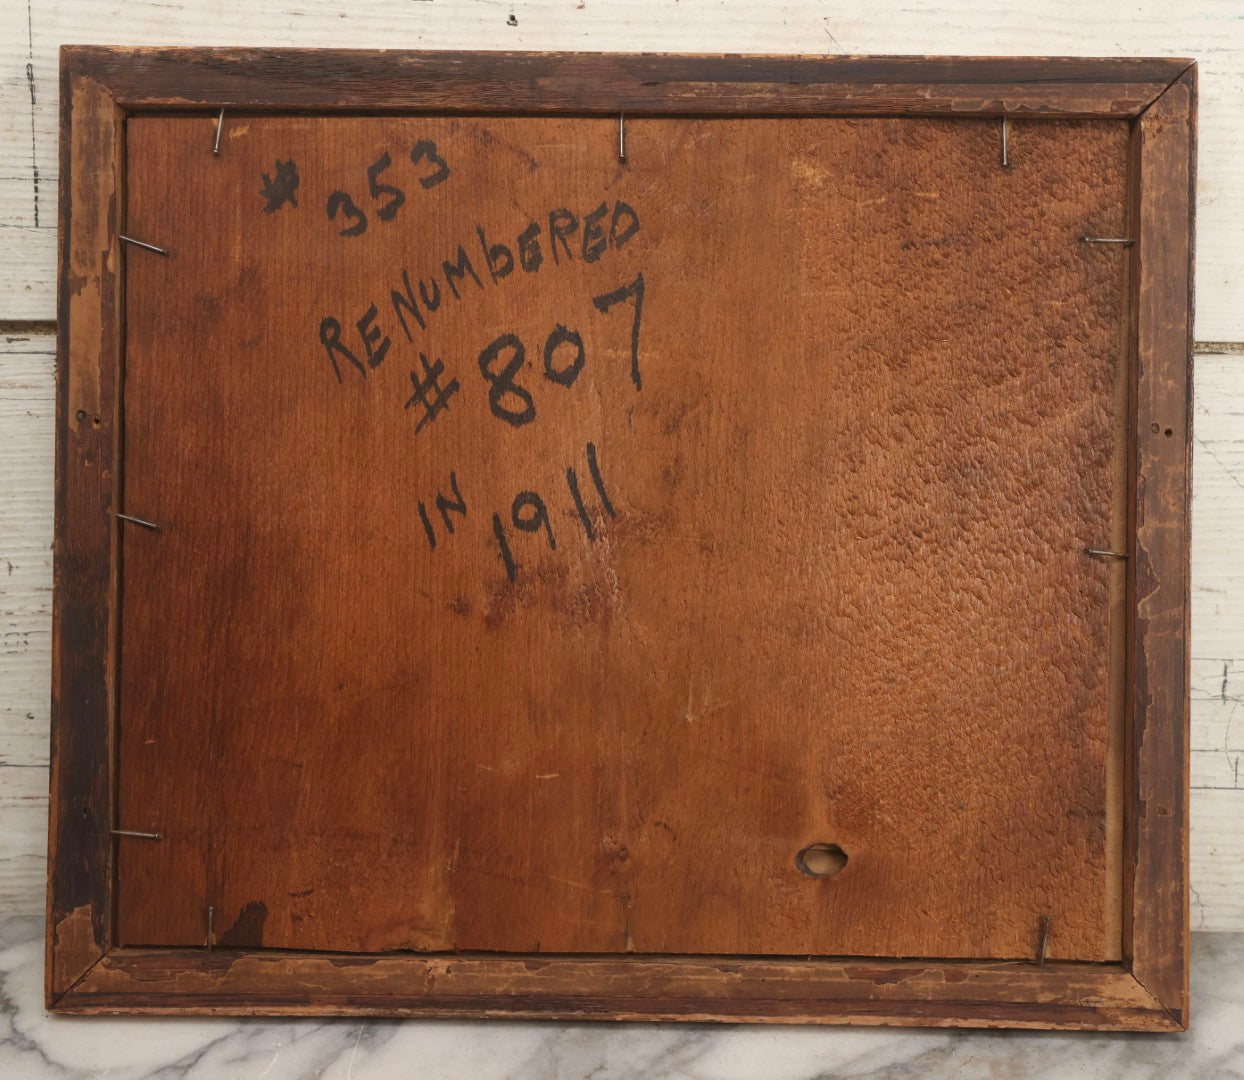 # 353
RENUMbERED
# 807
IN 1911